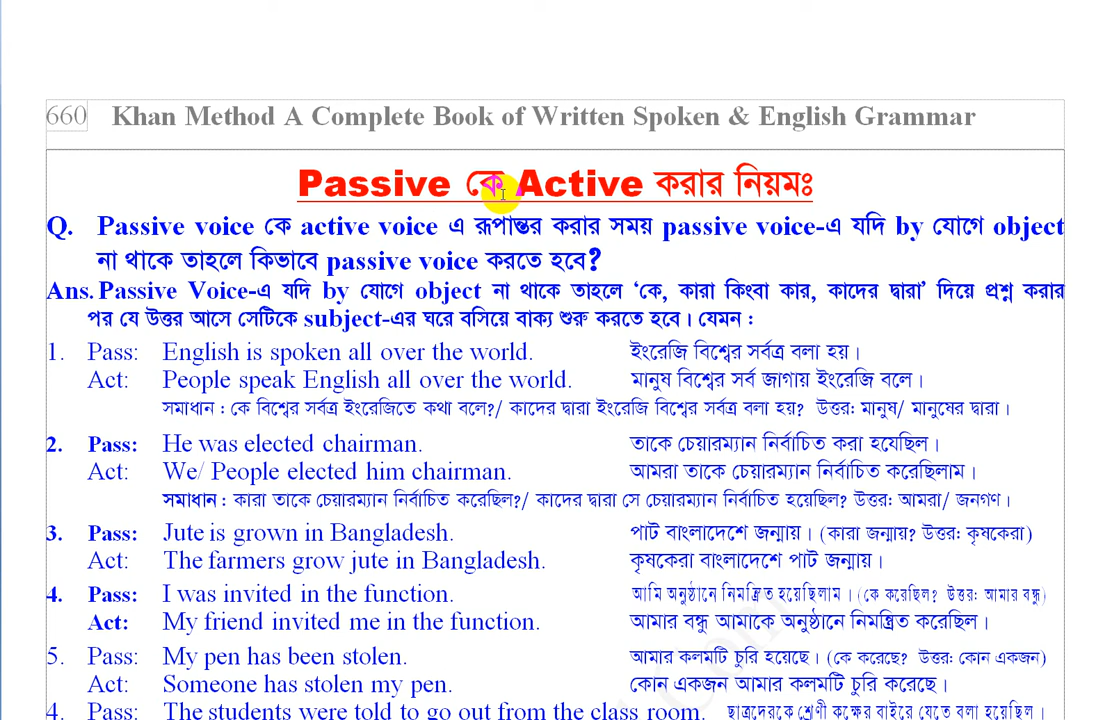 660 Khan Method A Complete Book of Written Spoken & English Grammar
Passive কে Active করার নিয়মঃ
Q. Passive voice কে active voice এ রূপান্তর করার সময় passive voice-এ যদি by যোগে object
না থাকে তাহলে কিভাবে passive voice করতে হবে?
Ans. Passive Voice-এ যদি by যোগে object না থাকে তাহলে ‘কে, কারা কিংবা কার, কাদের দ্বারা’ দিয়ে প্রশ্ন করার
পর যে উত্তর আসে সেটিকে subject-এর ঘরে বসিয়ে বাক্য শুরু করতে হবে। যেমন :
1. Pass: English is spoken all over the world. ইংরেজি বিশ্বের সর্বত্র বলা হয়।
Act: People speak English all over the world. মানুষ বিশ্বের সর্ব জাগায় ইংরেজি বলে।
সমাধান : কে বিশ্বের সর্বত্র ইংরেজিতে কথা বলে?/ কাদের দ্বারা ইংরেজি বিশ্বের সর্বত্র বলা হয়? উত্তর: মানুষ/ মানুষের দ্বারা।
2. Pass: He was elected chairman. তাকে চেয়ারম্যান নির্বাচিত করা হযেছিল।
Act: We/ People elected him chairman. আমরা তাকে চেয়ারম্যান নির্বাচিত করেছিলাম।
সমাধান : কারা তাকে চেয়ারম্যান নির্বাচিত করেছিল?/ কাদের দ্বারা সে চেয়ারম্যান নির্বাচিত হয়েছিল? উত্তর: আমরা/ জনগণ।
3. Pass: Jute is grown in Bangladesh. পাট বাংলাদেশে জন্মায়। (কারা জন্মায়? উত্তর: কৃষকেরা)
Act: The farmers grow jute in Bangladesh. কৃষকেরা বাংলাদেশে পাট জন্মায়।
4. Pass: I was invited in the function. আমি অনুষ্ঠানে নিমন্ত্রিত হয়েছিলাম। (কে করেছিল? উত্তর: আমার বন্ধু)
Act: My friend invited me in the function. আমার বন্ধু আমাকে অনুষ্ঠানে নিমন্ত্রিত করেছিল।
5. Pass: My pen has been stolen. আমার কলমটি চুরি হয়েছে। (কে করেছে? উত্তর: কোন একজন)
Act: Someone has stolen my pen. কোন একজন আমার কলমটি চুরি করেছে।
4. Pass: The students were told to go out from the class room. ছাত্রদেরকে শ্রেণী কক্ষের বাইরে যেতে বলা হয়েছিল।